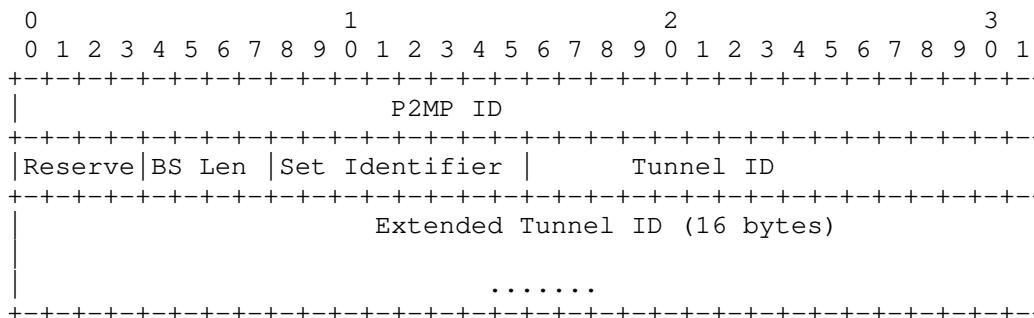 0                   1                   2                   3
 0 1 2 3 4 5 6 7 8 9 0 1 2 3 4 5 6 7 8 9 0 1 2 3 4 5 6 7 8 9 0 1
+-+-+-+-+-+-+-+-+-+-+-+-+-+-+-+-+-+-+-+-+-+-+-+-+-+-+-+-+-+-+-+-
|                       P2MP ID
+-+-+-+-+-+-+-+-+-+-+-+-+-+-+-+-+-+-+-+-+-+-+-+-+-+-+-+-+-+-+-+-
|Reserve|BS Len |Set Identifier |      Tunnel ID
+-+-+-+-+-+-+-+-+-+-+-+-+-+-+-+-+-+-+-+-+-+-+-+-+-+-+-+-+-+-+-+-
|                      Extended Tunnel ID (16 bytes)
|
|                             .......
+-+-+-+-+-+-+-+-+-+-+-+-+-+-+-+-+-+-+-+-+-+-+-+-+-+-+-+-+-+-+-+-